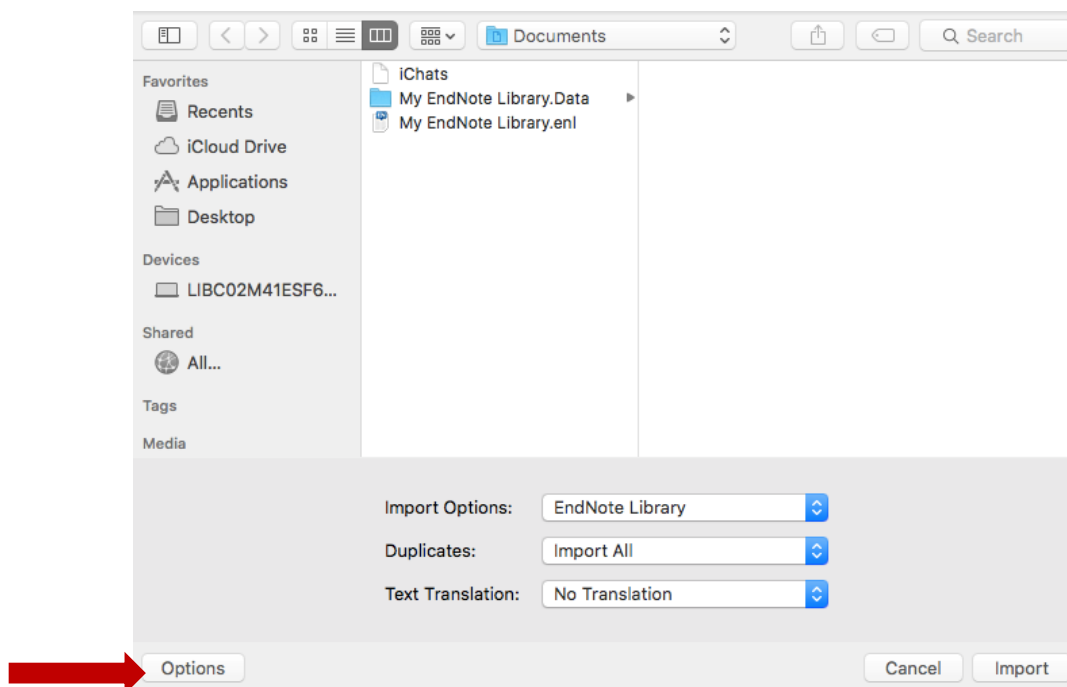 Documents
Search
Favorites
Recents
iCloud Drive
Applications
Desktop
Devices
LIBC02M41ESF6...
Shared
All...
Tags
Media
iChats
My EndNote Library.Data
My EndNote Library.enl
Import Options: EndNote Library
Duplicates: Import All
Text Translation: No Translation
Options Cancel Import